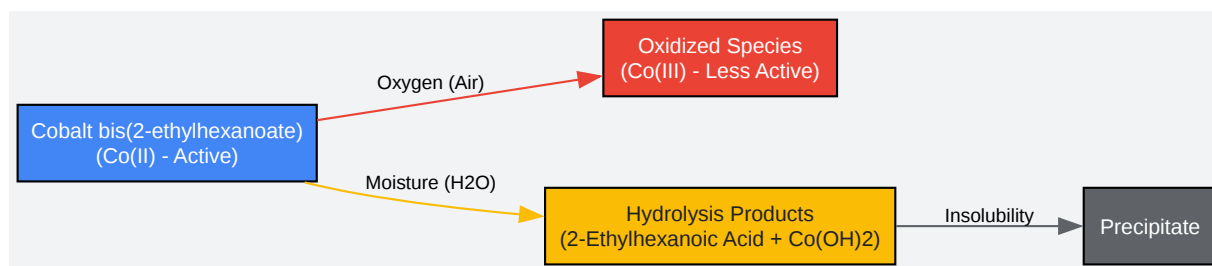 Oxidized Species
(Co(III) - Less Active)
Oxygen (Air)
Cobalt bis(2-ethylhexanoate)
(Co(II) - Active)
Moisture (H2O)
Hydrolysis Products
(2-Ethylhexanoic Acid + Co(OH)2)
Insolubility
Precipitate